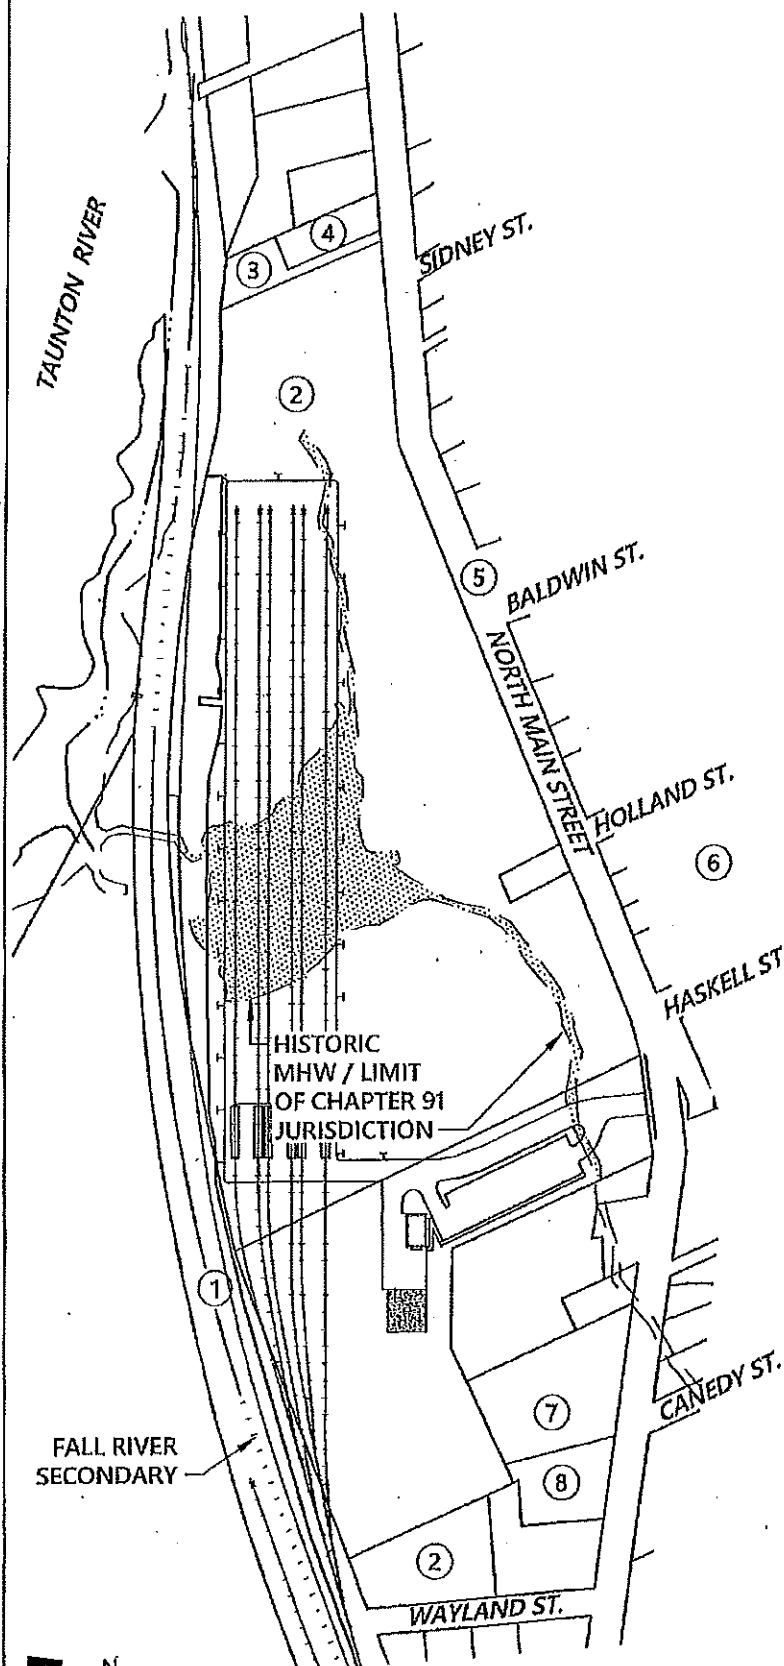 TAUNTON RIVER
4
SIDNEY ST.
3
2
5
BALDWIN ST.
NORTH MAIN STREET
HOLLAND ST.
6
HASKELL ST
HISTORIC
MHW / LIMIT
OF CHAPTER 91
JURISDICTION
1
CANEDY ST.
7
FALL RIVER
SECONDARY
8
2
WAYLAND ST.
N